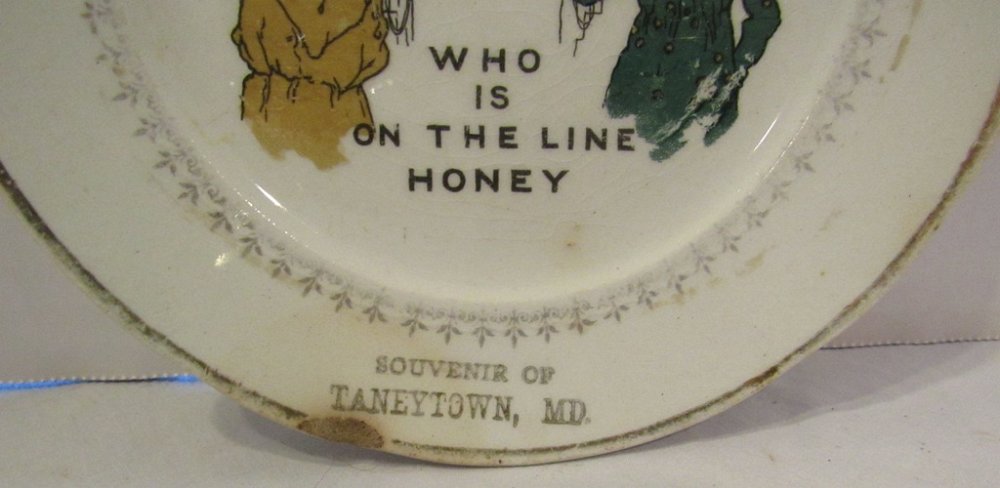 WHO
IS
ON THE LINE
HONEY
SOUVENIR OF
TANEYTOWN, MD.